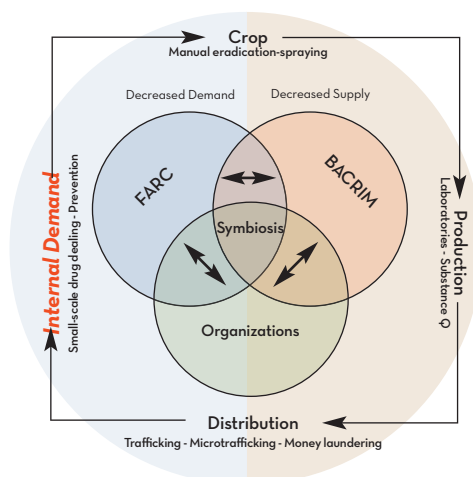 Crop
Manual eradication-spraying
Decreased Demand
Decreased Supply
FARC
BACRIM
Symbiosis
Organizations
Internal Demand
Small-scale drug dealing - Prevention
Production
Laboratories - Substance Q
Distribution
Trafficking - Microtrafficking - Money laundering